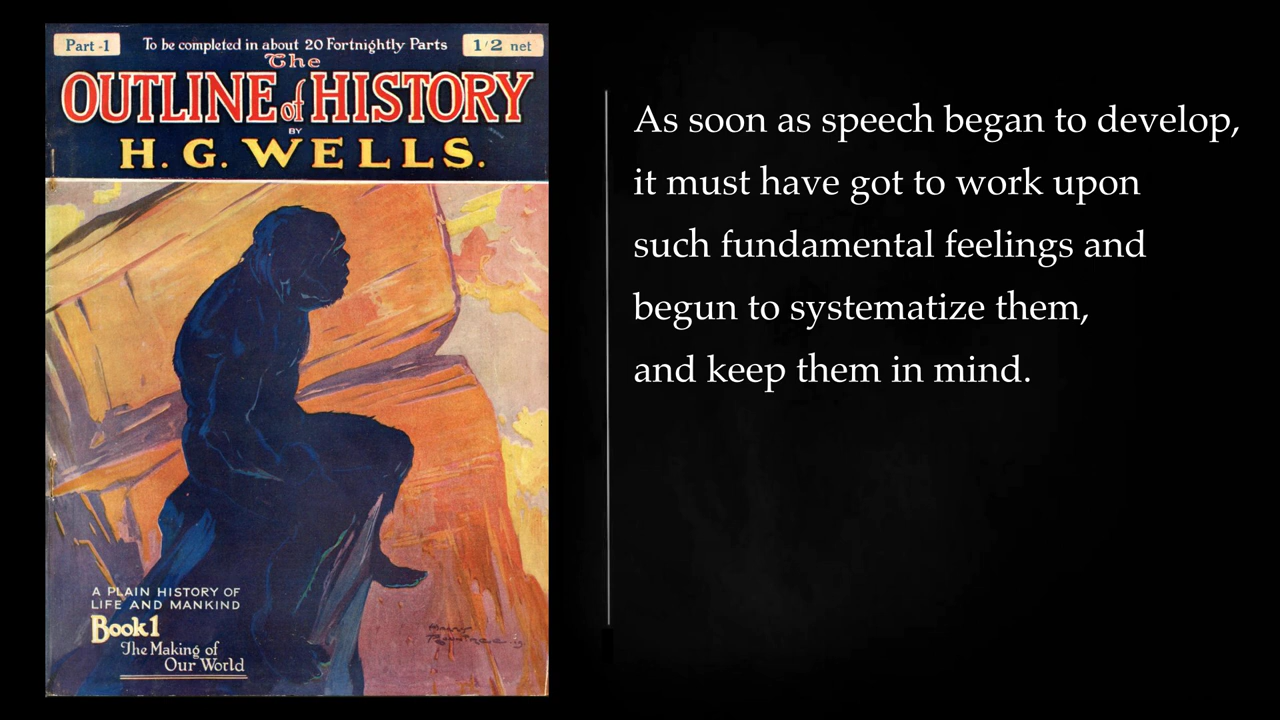 Part -1
To be completed in about 20 Fortnightly Parts
1/2 net
The
OUTLINE of HISTORY
BY
H. G. WELLS.
As soon as speech began to develop,
it must have got to work upon
such fundamental feelings and
begun to systematize them,
and keep them in mind.
A PLAIN HISTORY OF
LIFE AND MANKIND
Book 1
The Making of
Our World